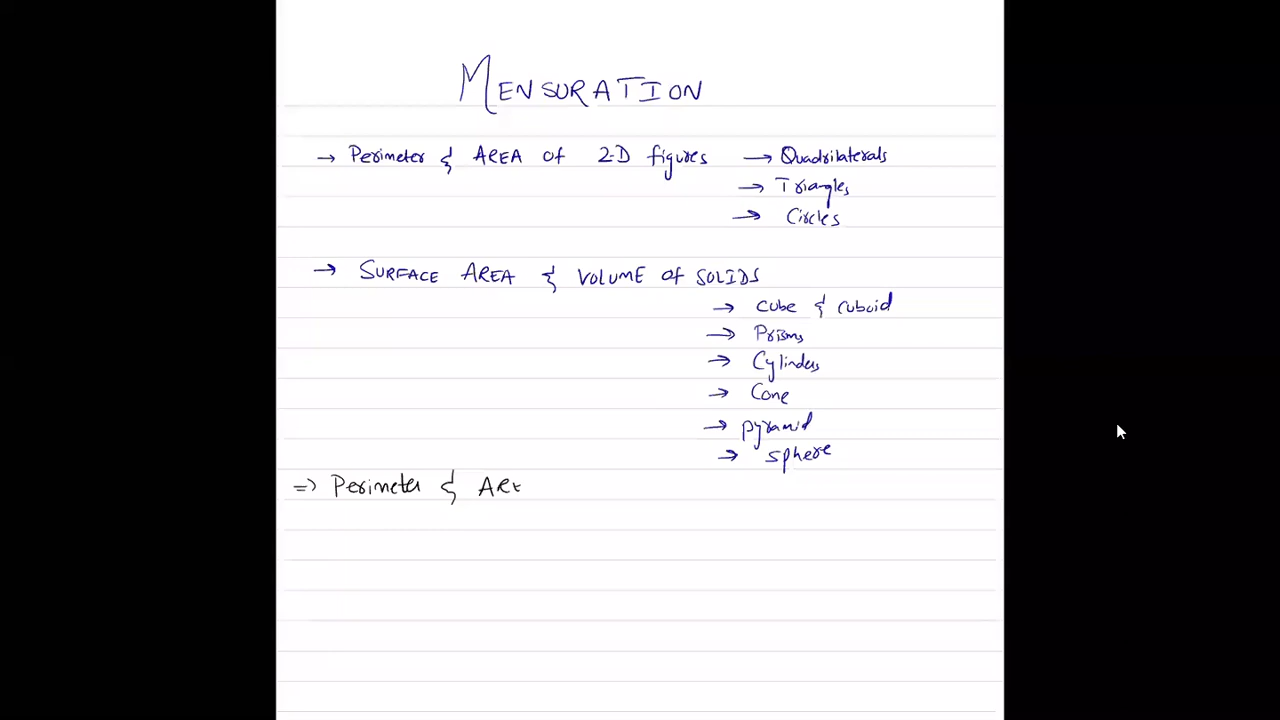 MENSURATION
→ Perimeter & AREA of 2-D figures → Quadrilaterals
→ Triangles
→ Circles
→ SURFACE AREA & VOLUME of SOLIDS
→ cube & cuboid
→ Prisms
→ Cylinders
→ Cone
→ pyramid
→ sphere
=> Perimeter & ARE